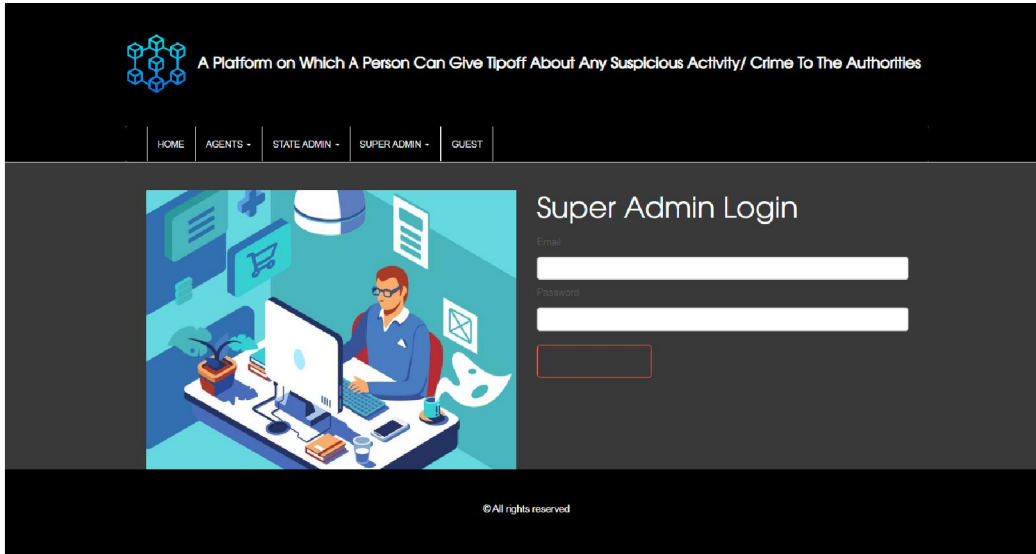 A Platform on Which A Person Can Give Tipoff About Any Suspicious Activity/ Crime To The Authorities
HOME AGENTS STATE ADMIN SUPER ADMIN GUEST
Super Admin Login
Email
Password
© All rights reserved